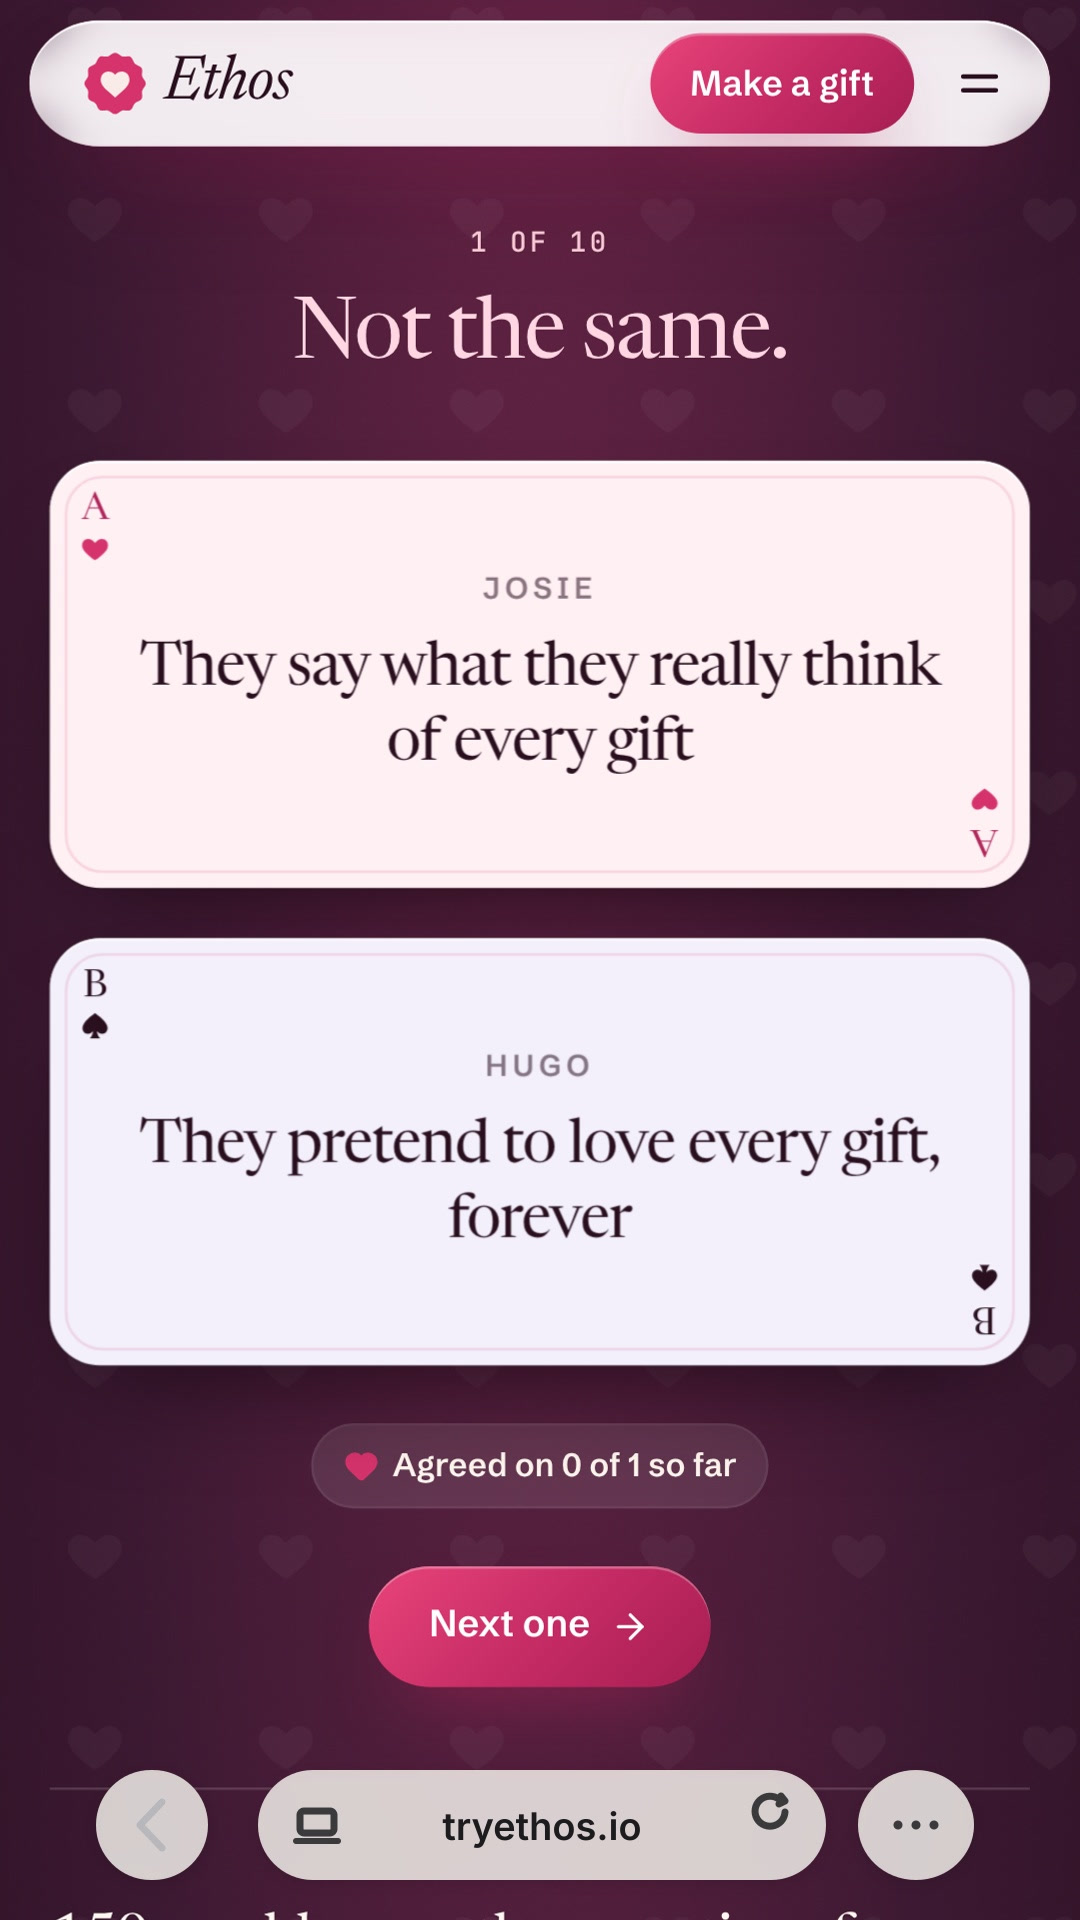 Ethos
Make a gift
1 OF 10
Not the same.
A
JOSIE
They say what they really think
of every gift
A
B
HUGO
They pretend to love every gift,
forever
B
Agreed on 0 of 1 so far
Next one →
tryethos.io